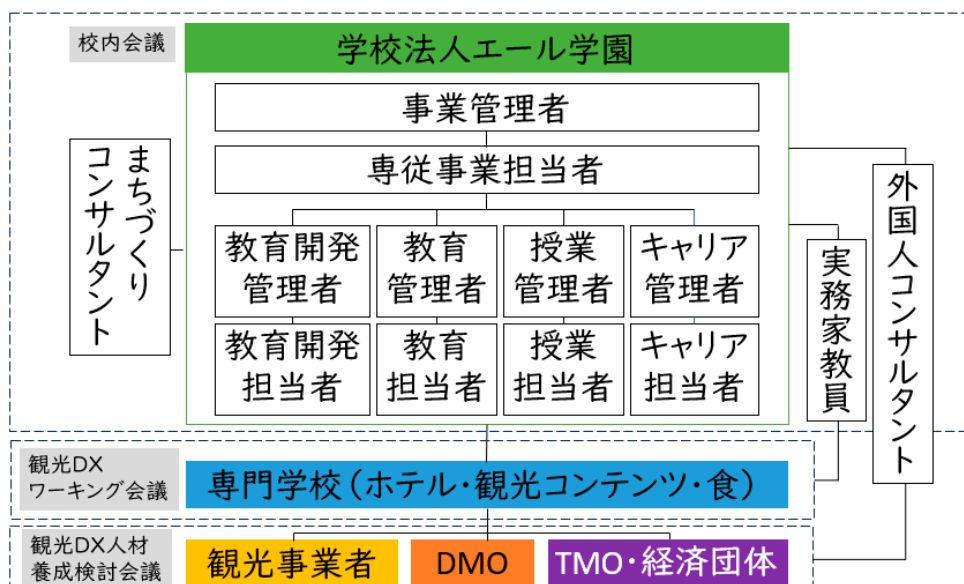 校内会議
学校法人エール学園
事業管理者
専従事業担当者
まちづくり
コンサルタント
教育開発
管理者
教育
管理者
授業
管理者
キャリア
管理者
教育開発
担当者
教育
担当者
授業
担当者
キャリア
担当者
実務家教員
外国人コンサルタント
観光DX
ワーキング会議
専門学校(ホテル・観光コンテンツ・食)
観光DX人材
養成検討会議
観光事業者
DMO
TMO・経済団体